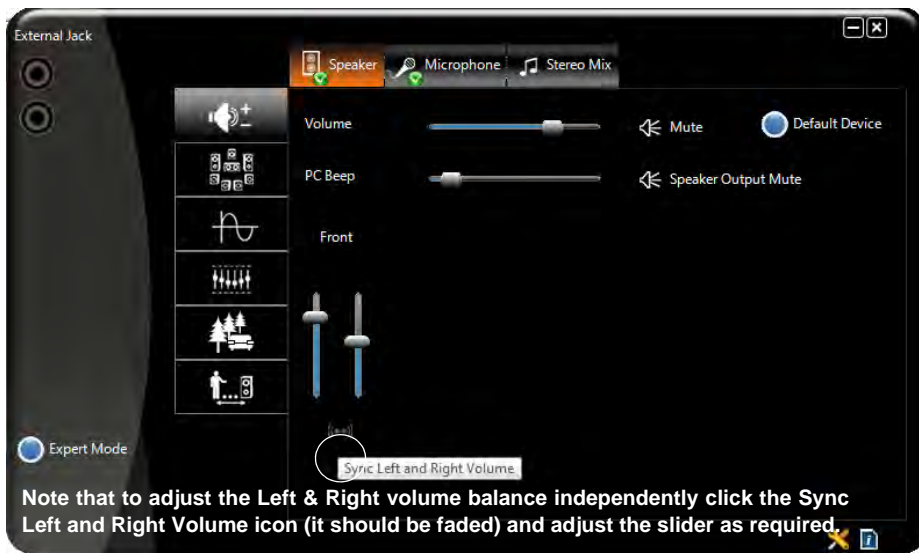 External Jack
Speaker
Microphone
Stereo Mix
Volume
Mute
Default Device
PC Beep
Speaker Output Mute
Front
Expert Mode
Sync Left and Right Volume
Note that to adjust the Left & Right volume balance independently click the Sync
Left and Right Volume icon (it should be faded) and adjust the slider as required.